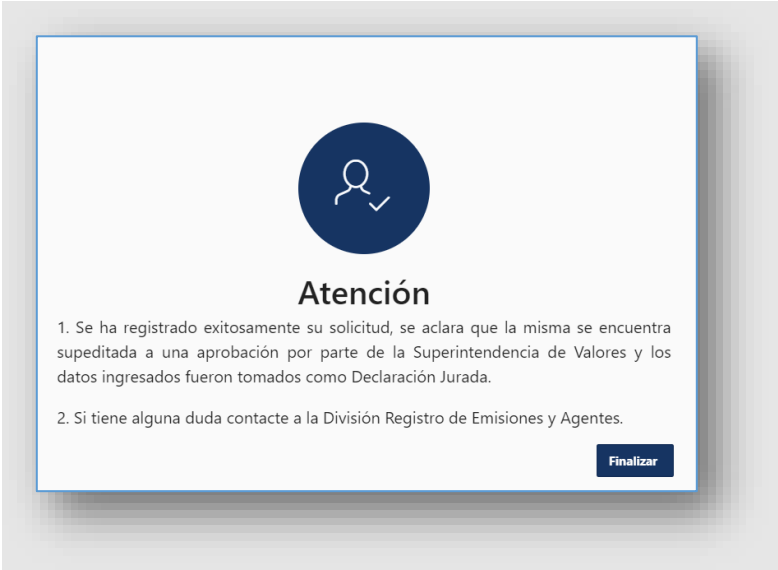 Atención
1. Se ha registrado exitosamente su solicitud, se aclara que la misma se encuentra
supeditada a una aprobación por parte de la Superintendencia de Valores y los
datos ingresados fueron tomados como Declaración Jurada.
2. Si tiene alguna duda contacte a la División Registro de Emisiones y Agentes.
Finalizar